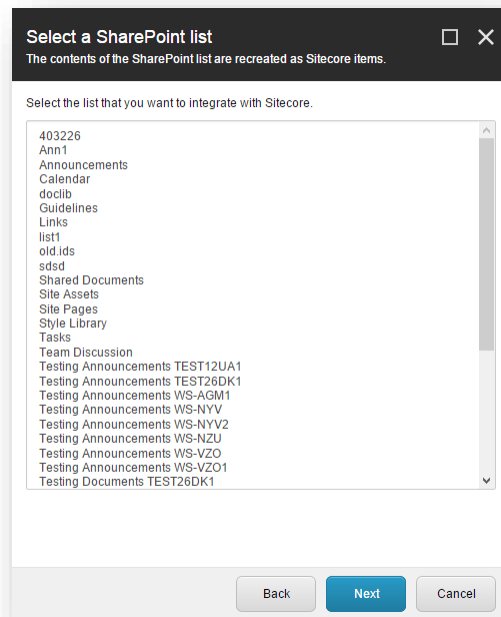 Select a SharePoint list
The contents of the SharePoint list are recreated as Sitecore items.
Select the list that you want to integrate with Sitecore.
403226
Ann1
Announcements
Calendar
doclib
Guidelines
Links
list1
old.ids
sdsd
Shared Documents
Site Assets
Site Pages
Style Library
Tasks
Team Discussion
Testing Announcements TEST12UA1
Testing Announcements TEST26DK1
Testing Announcements WS-AGM1
Testing Announcements WS-NYV
Testing Announcements WS-NYV2
Testing Announcements WS-NZU
Testing Announcements WS-VZO
Testing Announcements WS-VZO1
Testing Documents TEST26DK1
Back Next Cancel